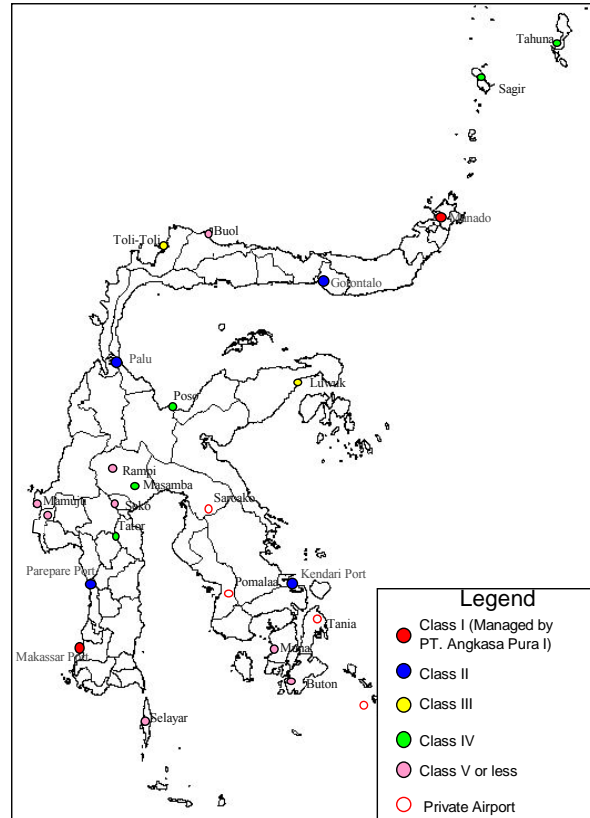 Tahuna
Sagir
Manado
Buol
Toli-Toli
Gorontalo
Palu
Luwuk
Poso
Rampi
Masamba
Mamuju
Seko
Saroako
Tator
Parepare Port
Pomalaa
Kendari Port
Tania
Makassar Port
Muna
Buton
Selayar
Legend
Class I (Managed by
PT. Angkasa Pura I)
Class II
Class III
Class IV
Class V or less
Private Airport